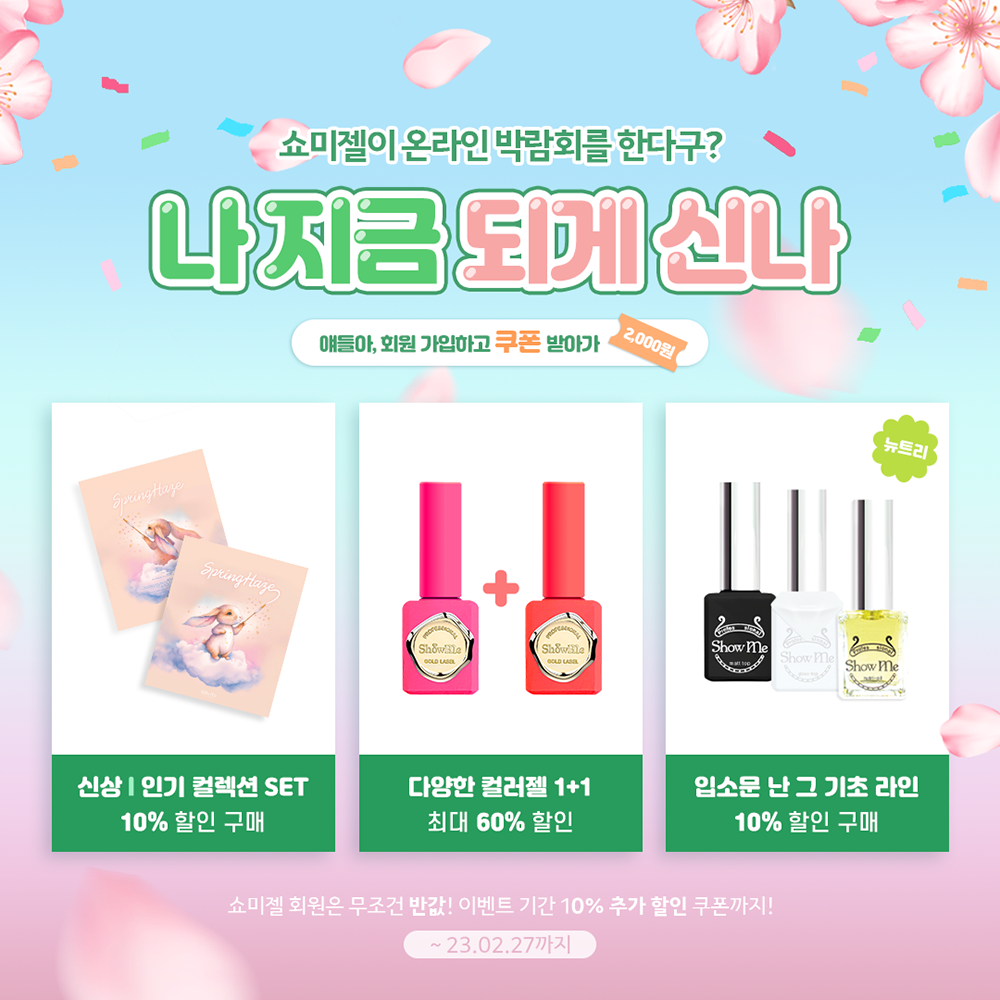 쇼미젤이 온라인 박람회를 한다구?
나 지금 되게 신나
얘들아, 회원 가입하고 쿠폰 받아가 2,000원
SpringHaze
SpringHaze
PROFESSIONAL
ShowMe
GOLD LABEL
+
PROFESSIONAL
ShowMe
GOLD LABEL
뉴트리
Profes sional
Show Me
matt top
Show Me
Profes sional
Show Me
신상 | 인기 컬렉션 SET
10% 할인 구매
다양한 컬러젤 1+1
최대 60% 할인
입소문 난 그 기초 라인
10% 할인 구매
쇼미젤 회원은 무조건 반값! 이벤트 기간 10% 추가 할인 쿠폰까지!
~ 23.02.27까지